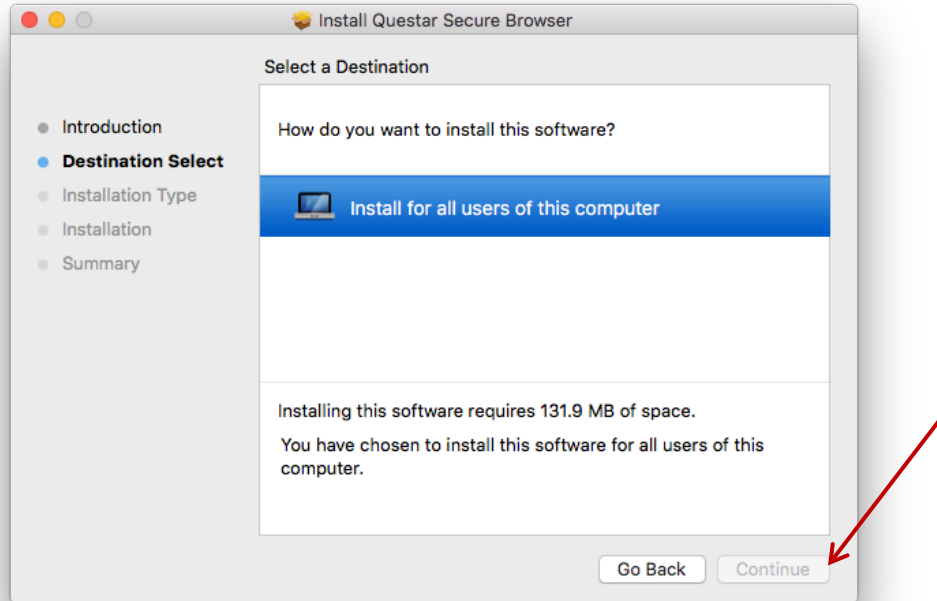 Install Questar Secure Browser
Select a Destination
Introduction
Destination Select
Installation Type
Installation
Summary
How do you want to install this software?
Install for all users of this computer
Installing this software requires 131.9 MB of space.
You have chosen to install this software for all users of this
computer.
Go Back
Continue